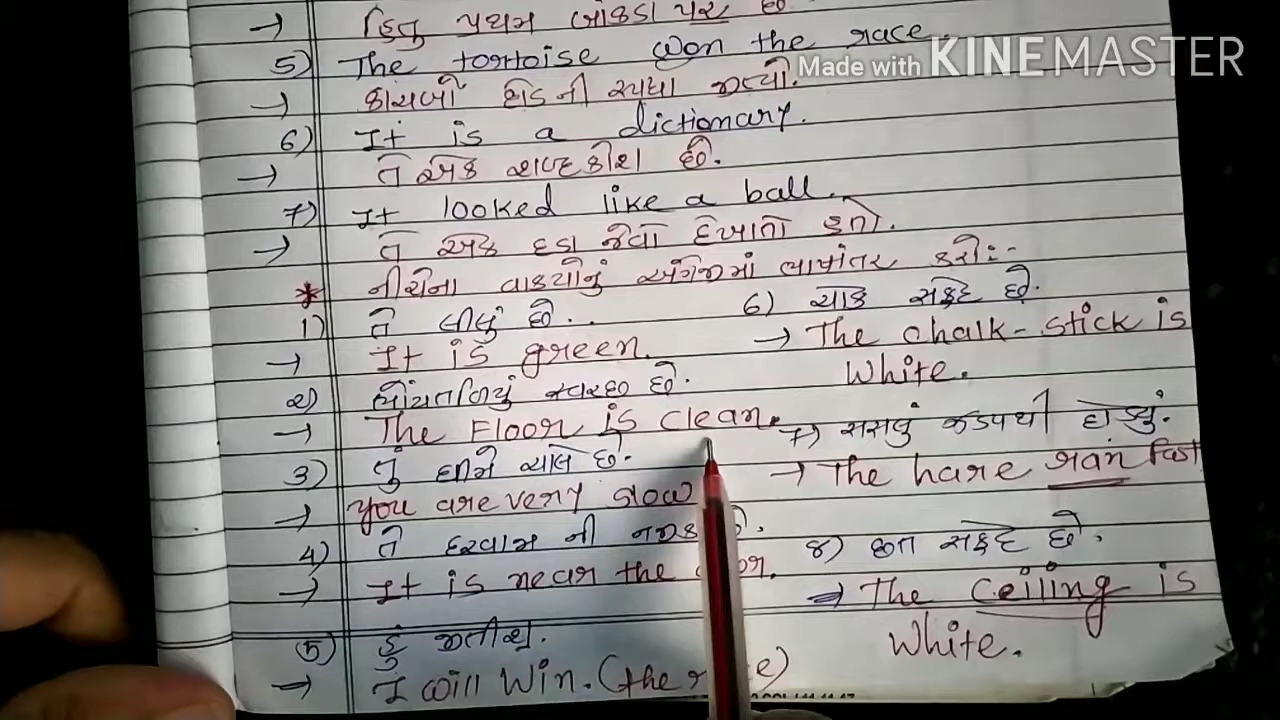 → હતું પ્રથમ આંકડા પર છે
5) The tortoise won the race.
Made with KINEMASTER
→ કાચબો દોડ ની સ્પર્ધા જીત્યો.
6) It is a dictionary.
→ તે એક શબ્દકોશ છે.
7) It looked like a ball.
→ તે એક દડા જેવો દેખાતો હતો.
* નીચેના વાક્યોનું અંગ્રેજીમાં ભાષાંતર કરો:-
1) તે લીલું છે.
→ It is green.
2) ભોંયતળિયું સ્વચ્છ છે.
→ The Floor is clean.
3) તું ધીમે ચાલે છે.
→ You are very slow
4) તે દરવાજા ની નજીક છે.
→ It is near the door.
5) હું જીતીશ.
→ I will win. (the race)
6) ચાક સફેદ છે.
→ The chalk-stick is
White.
7) સસલું ઝડપથી દોડ્યું.
→ The hare ran fast
8) છત સફેદ છે.
→ The ceiling is
White.